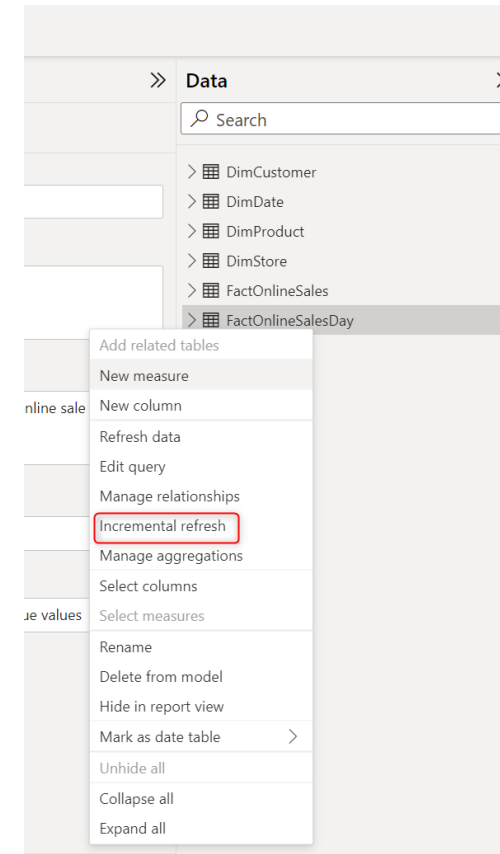 Data
Search
DimCustomer
DimDate
DimProduct
DimStore
FactOnlineSales
FactOnlineSalesDay
Add related tables
New measure
nline sale
New column
Refresh data
Edit query
Manage relationships
Incremental refresh
Manage aggregations
Select columns
ue values
Select measures
Rename
Delete from model
Hide in report view
Mark as date table
Unhide all
Collapse all
Expand all